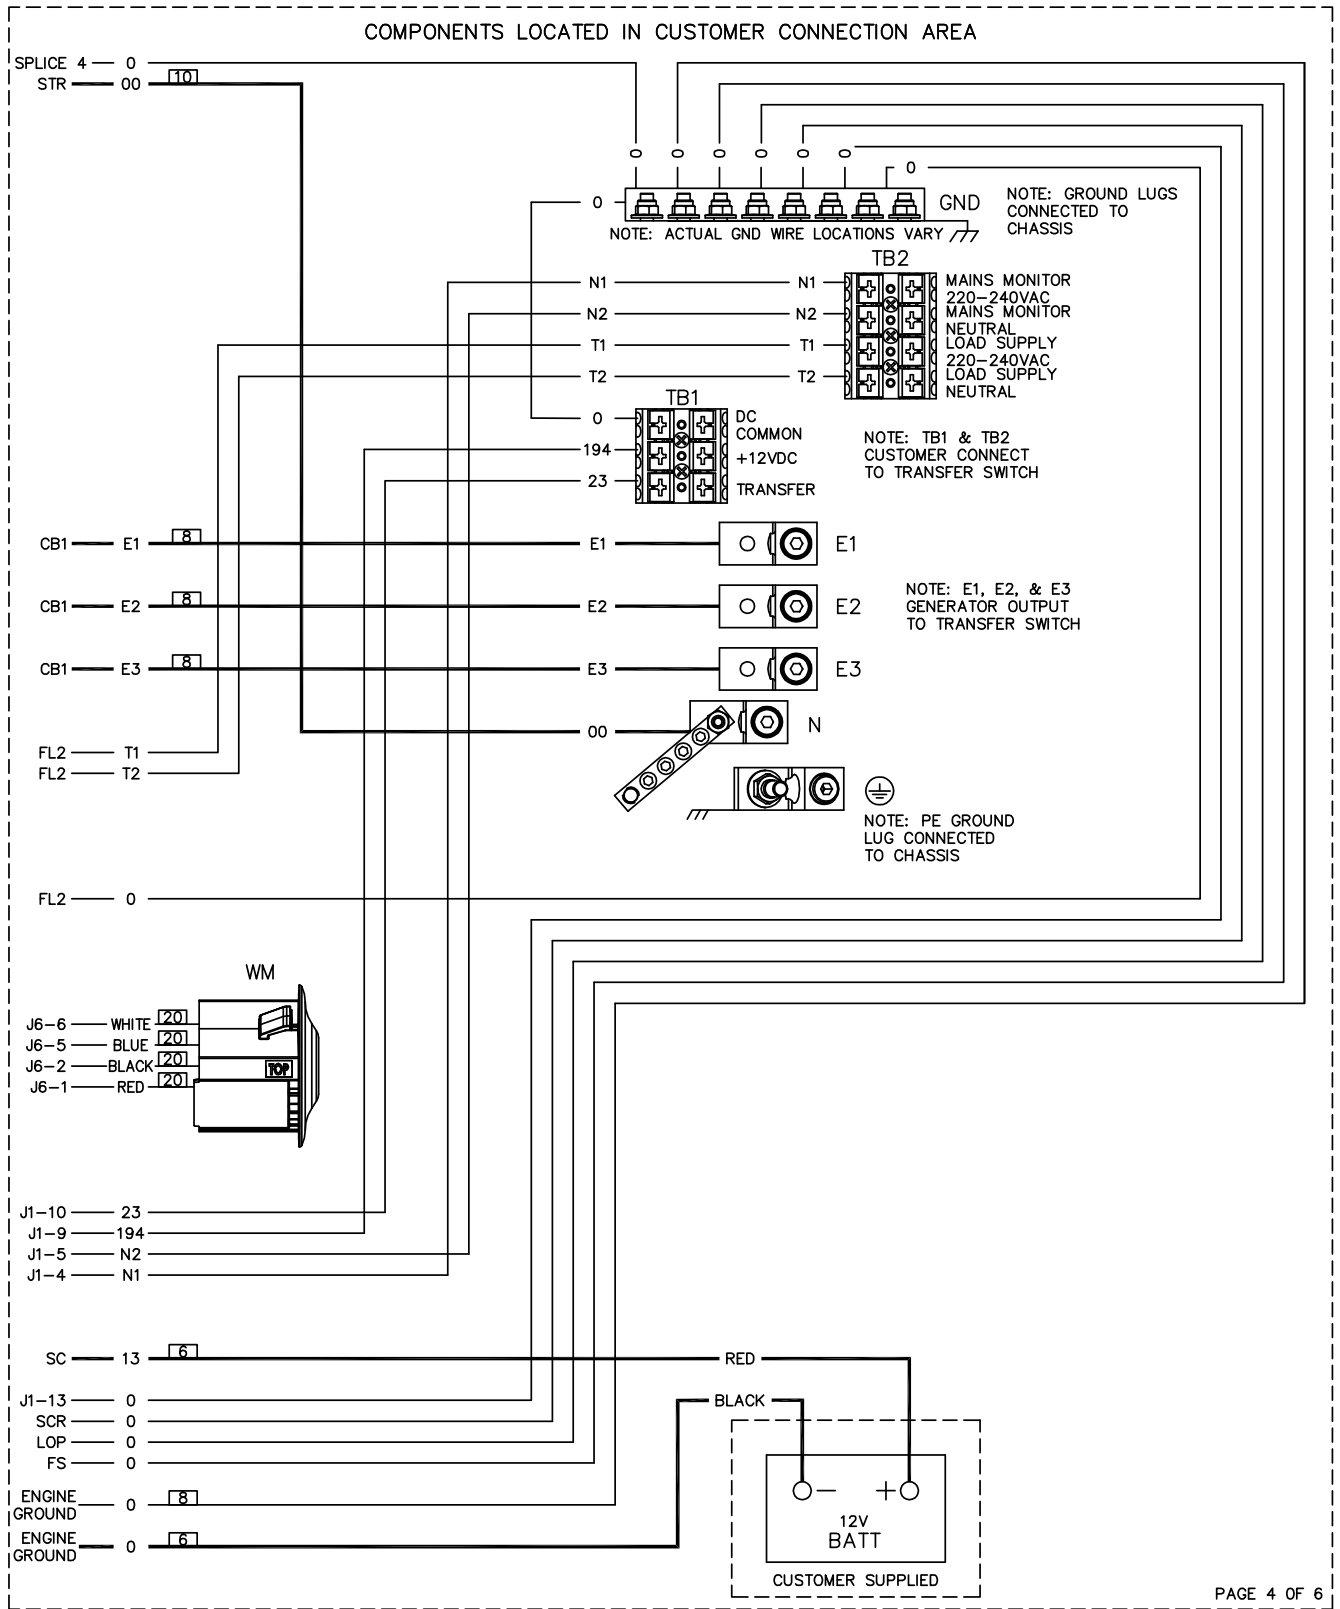 COMPONENTS LOCATED IN CUSTOMER CONNECTION AREA
SPLICE 4 0
STR 00 10
0 0 0 0 0 0 0
0 GND
NOTE: GROUND LUGS
CONNECTED TO
CHASSIS
NOTE: ACTUAL GND WIRE LOCATIONS VARY
TB2
N1 N1 MAINS MONITOR
220-240VAC
N2 N2 MAINS MONITOR
NEUTRAL
T1 T1 LOAD SUPPLY
220-240VAC
T2 T2 LOAD SUPPLY
NEUTRAL
TB1
0 DC
COMMON
194 +12VDC
23 TRANSFER
NOTE: TB1 & TB2
CUSTOMER CONNECT
TO TRANSFER SWITCH
CB1 E1 8 E1 E1
CB1 E2 8 E2 E2
NOTE: E1, E2, & E3
GENERATOR OUTPUT
TO TRANSFER SWITCH
CB1 E3 8 E3 E3
00 N
FL2 T1
FL2 T2
NOTE: PE GROUND
LUG CONNECTED
TO CHASSIS
FL2 0
WM
J6-6 WHITE 20
J6-5 BLUE 20
J6-2 BLACK 20
TOP
J6-1 RED 20
J1-10 23
J1-9 194
J1-5 N2
J1-4 N1
SC 13 6 RED
J1-13 0 BLACK
SCR 0
LOP 0
FS 0
ENGINE
GROUND 0 8
- +
12V
BATT
ENGINE
GROUND 0 6
CUSTOMER SUPPLIED
PAGE 4 OF 6